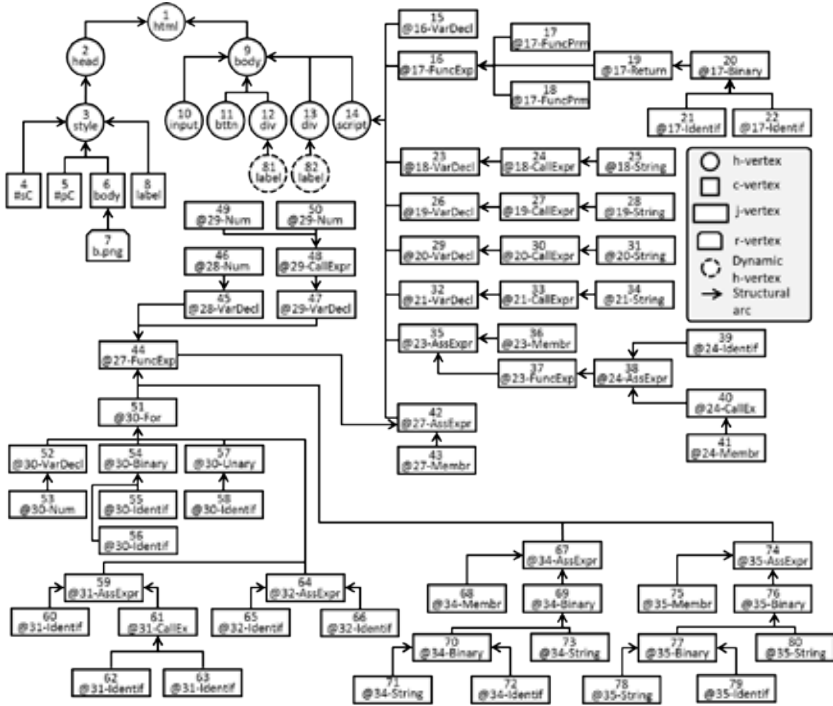 1
html
2
head
9
body
3
style
10
input
11
bttn
12
div
13
div
14
script
81
label
82
label
4
#sC
5
#pC
6
body
8
label
7
b.png
15
@16-VarDecl
16
@17-FuncExp
17
@17-FuncPrm
18
@17-FuncPrm
19
@17-Return
20
@17-Binary
21
@17-Identif
22
@17-Identif
23
@18-VarDecl
24
@18-CallExpr
25
@18-String
26
@19-VarDecl
27
@19-CallExpr
28
@19-String
29
@20-VarDecl
30
@20-CallExpr
31
@20-String
32
@21-VarDecl
33
@21-CallExpr
34
@21-String
35
@23-AssExpr
36
@23-Membr
37
@23-FuncExp
38
@24-AssExpr
39
@24-Identif
40
@24-CallEx
41
@24-Membr
42
@27-AssExpr
43
@27-Membr
h-vertex
c-vertex
j-vertex
r-vertex
Dynamic
h-vertex
Structural
arc
49
@29-Num
50
@29-Num
46
@28-Num
48
@29-CallExpr
45
@28-VarDecl
47
@29-VarDecl
44
@27-FuncExp
51
@30-For
52
@30-VarDecl
54
@30-Binary
57
@30-Unary
53
@30-Num
55
@30-Identif
58
@30-Identif
56
@30-Identif
59
@31-AssExpr
64
@32-AssExpr
60
@31-Identif
61
@31-CallEx
65
@32-Identif
66
@32-Identif
62
@31-Identif
63
@31-Identif
67
@34-AssExpr
74
@35-AssExpr
68
@34-Membr
69
@34-Binary
75
@35-Membr
76
@35-Binary
70
@34-Binary
73
@34-String
77
@35-Binary
80
@35-String
71
@34-String
72
@34-Identif
78
@35-String
79
@35-Identif